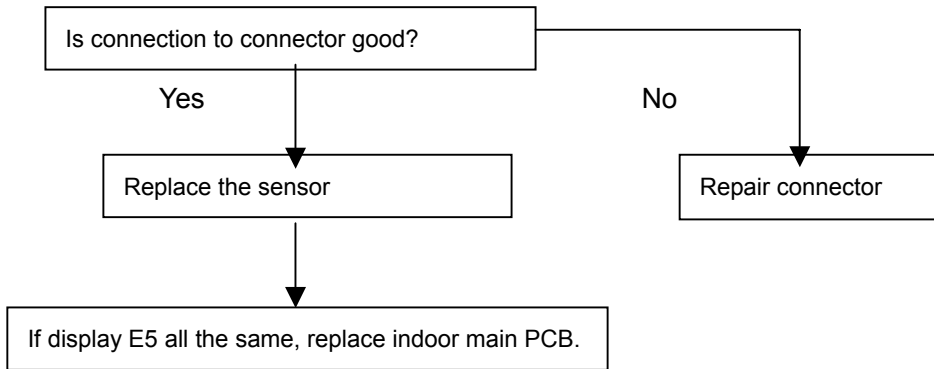 Is connection to connector good?
Yes
No
Replace the sensor
Repair connector
If display E5 all the same, replace indoor main PCB.